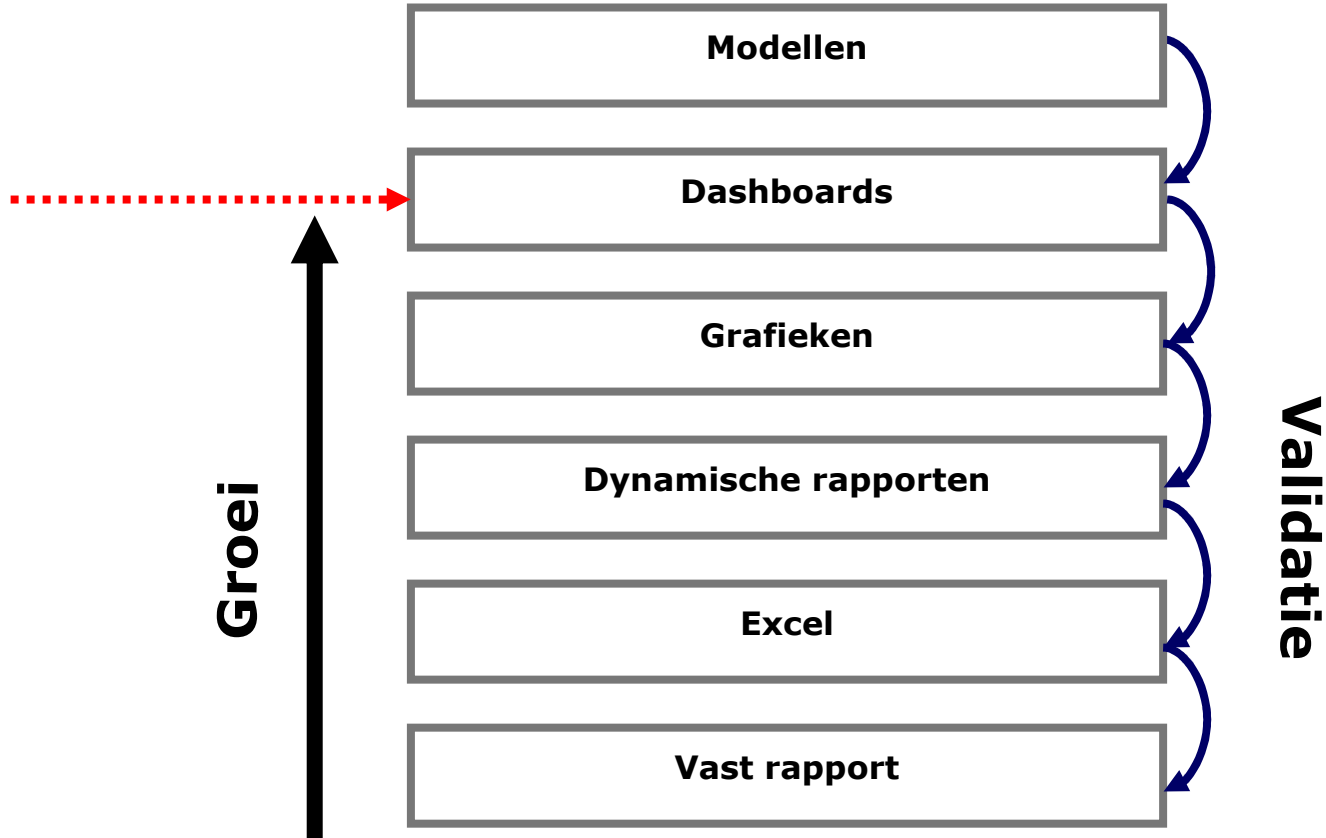 Modellen
Dashboards
Grafieken
Dynamische rapporten
Excel
Vast rapport
Groei
Validatie